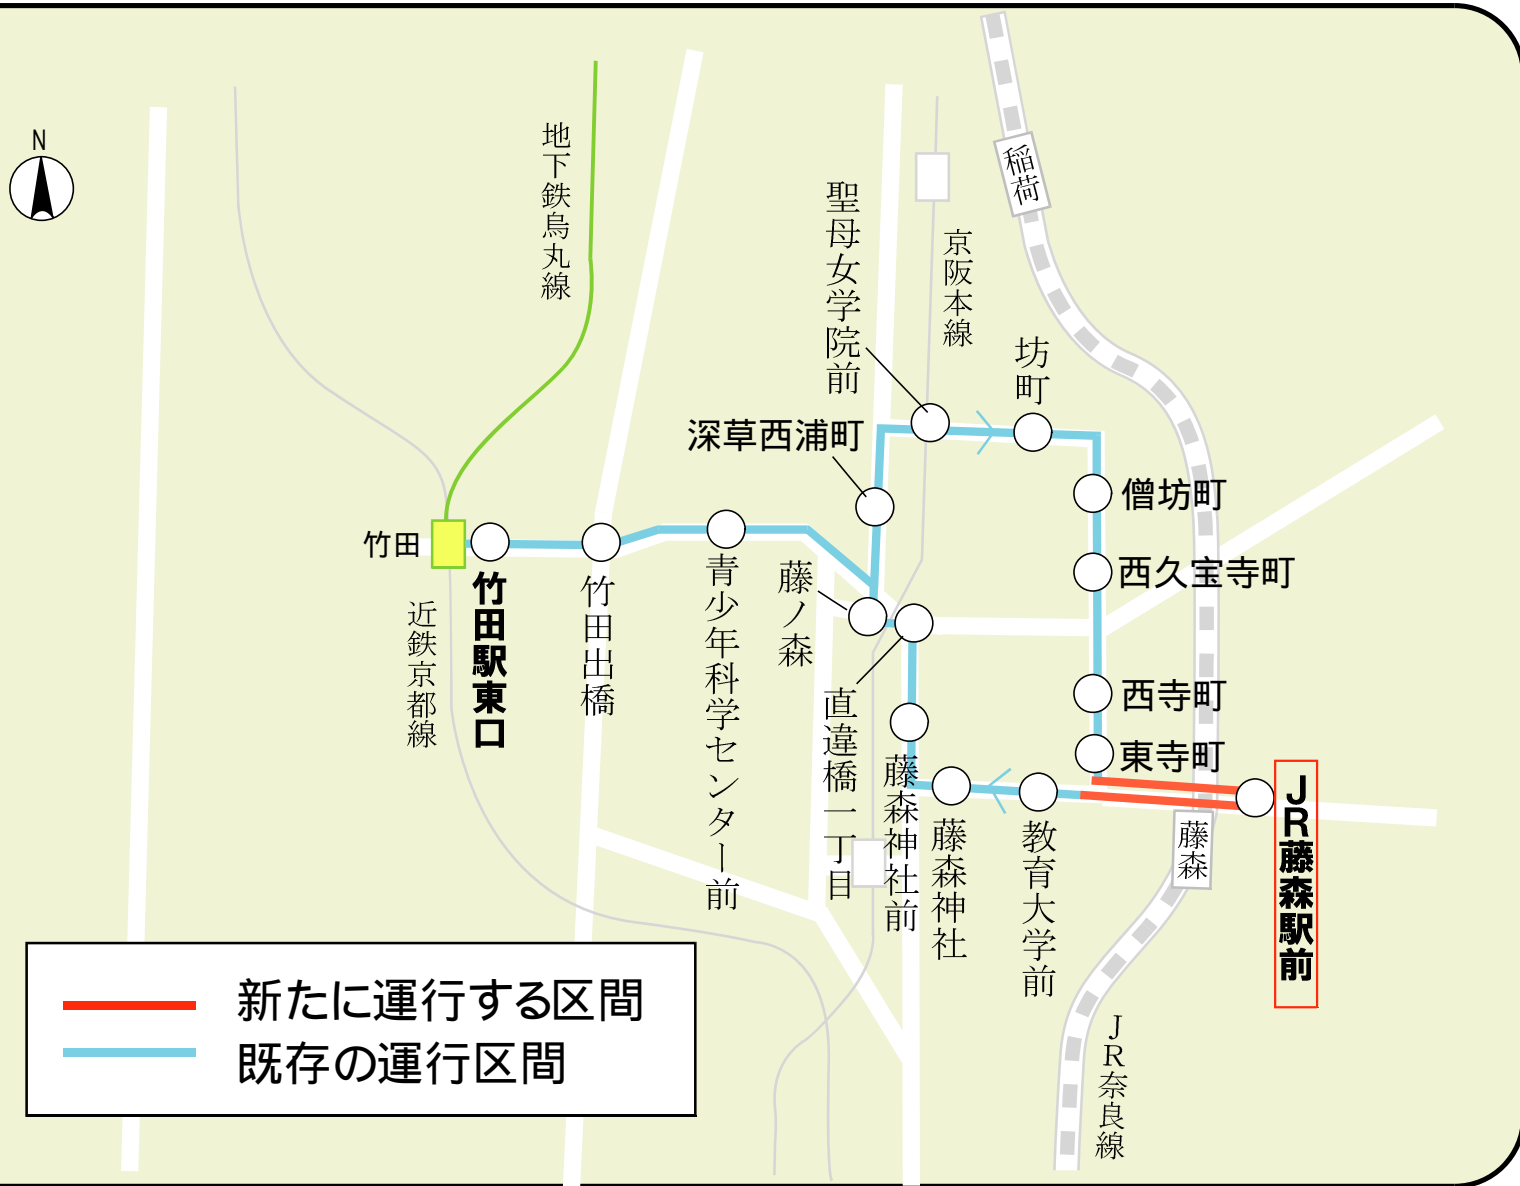 N
地下鉄烏丸線
聖母女学院前
京阪本線
稲荷
坊町
深草西浦町
僧坊町
竹田
西久宝寺町
竹田駅東口
近鉄京都線
竹田出橋
青少年科学センター前
藤ノ森
直違橋一丁目
西寺町
東寺町
藤森神社前
藤森神社
教育大学前
藤森
JR藤森駅前
JR奈良線
新たに運行する区間
既存の運行区間